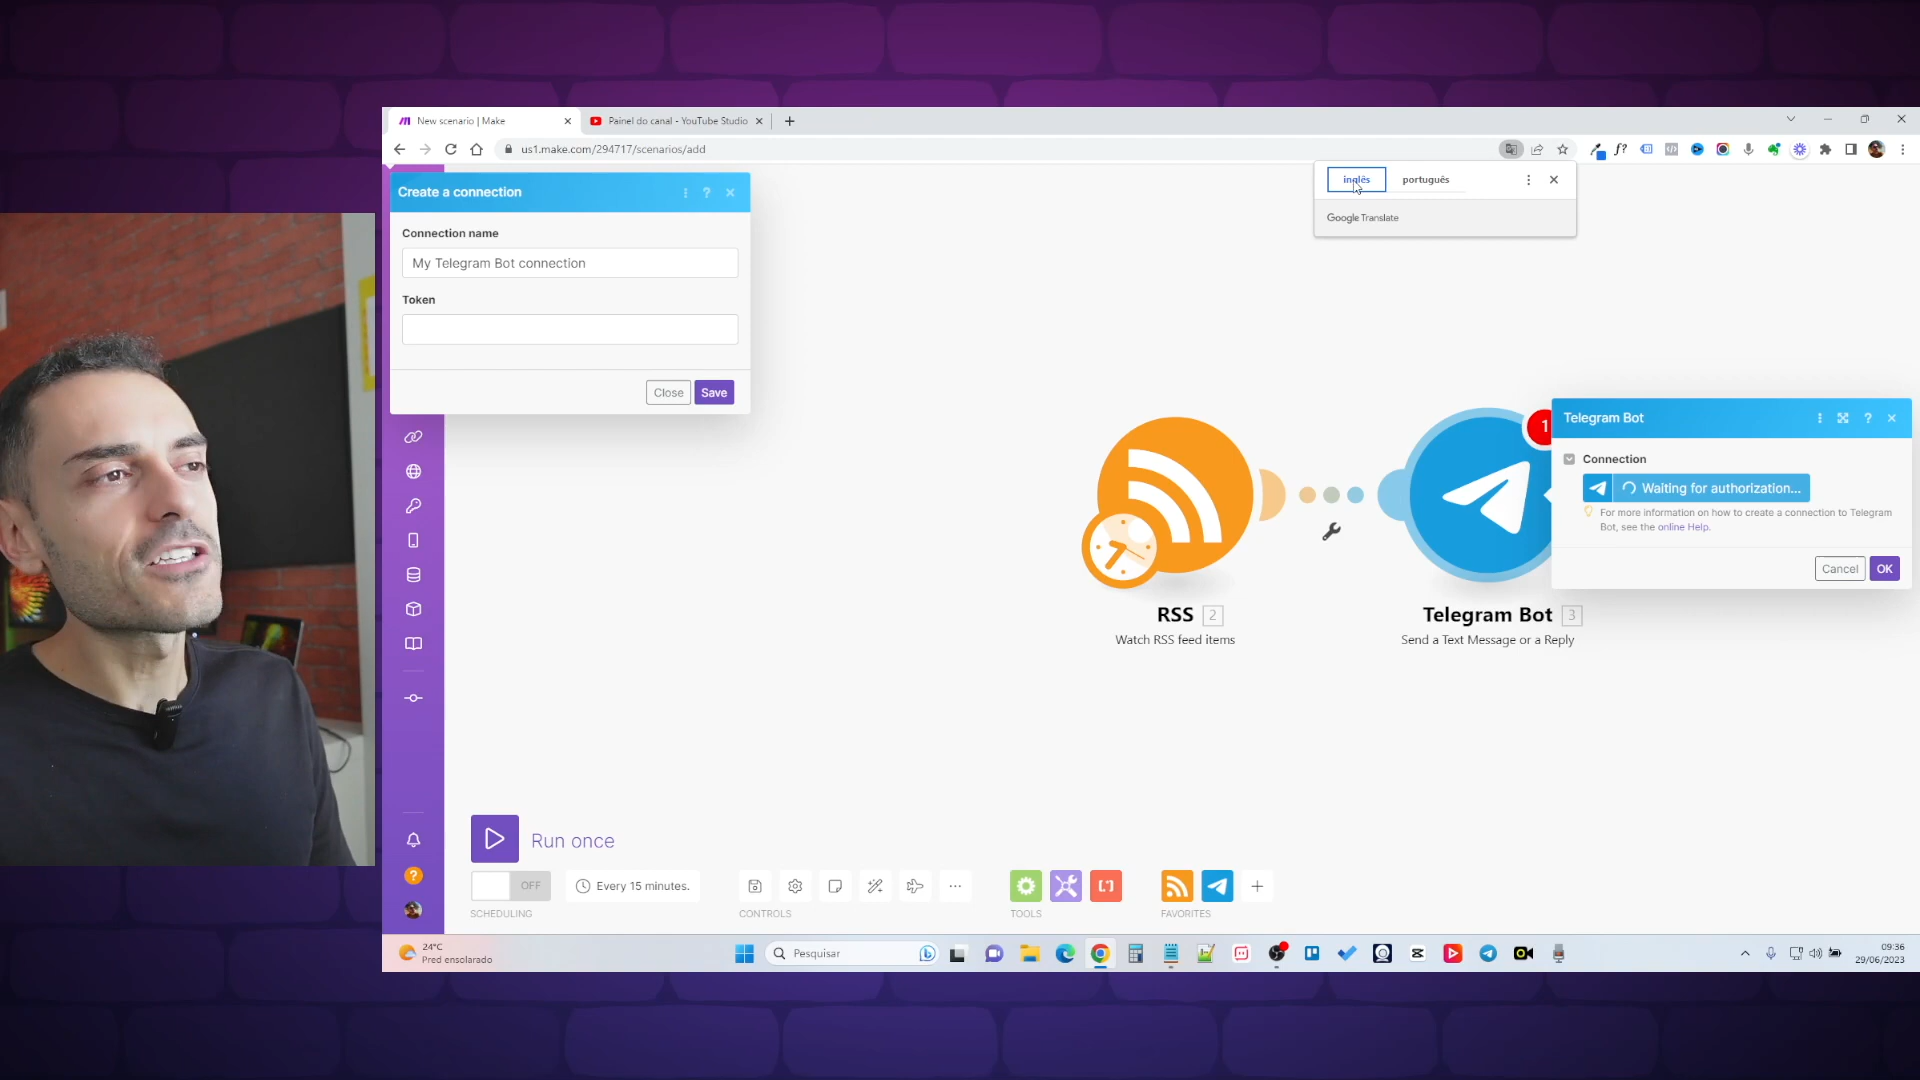 New scenario | Make
Painel do canal - YouTube Studio
us1.make.com/294717/scenarios/add
inglês
português
Google Translate
Create a connection
Connection name
My Telegram Bot connection
Token
Close
Save
Telegram Bot
Connection
Waiting for authorization...
For more information on how to create a connection to Telegram
Bot, see the online Help.
Cancel
OK
1
RSS 2
Watch RSS feed items
Telegram Bot 3
Send a Text Message or a Reply
Run once
OFF
Every 15 minutes.
SCHEDULING
CONTROLS
TOOLS
FAVORITES
24°C
Pred ensolarado
Pesquisar
09:36
29/06/2023